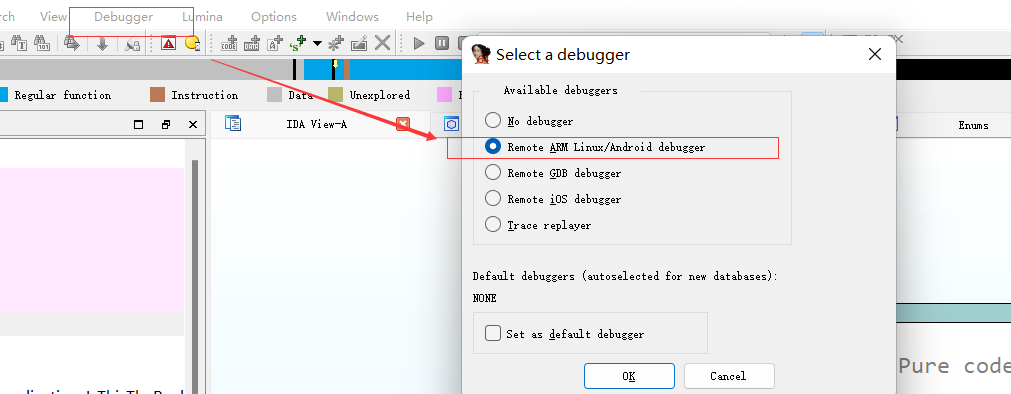 rch View Debugger Lumina Options Windows Help
Select a debugger
Regular function Instruction Data Unexplored
Available debuggers
IDA View-A
Enums
No debugger
Remote ARM Linux/Android debugger
Remote GDB debugger
Remote iOS debugger
Trace replayer
Default debuggers (autoselected for new databases):
NONE
Set as default debugger
Pure code
OK Cancel